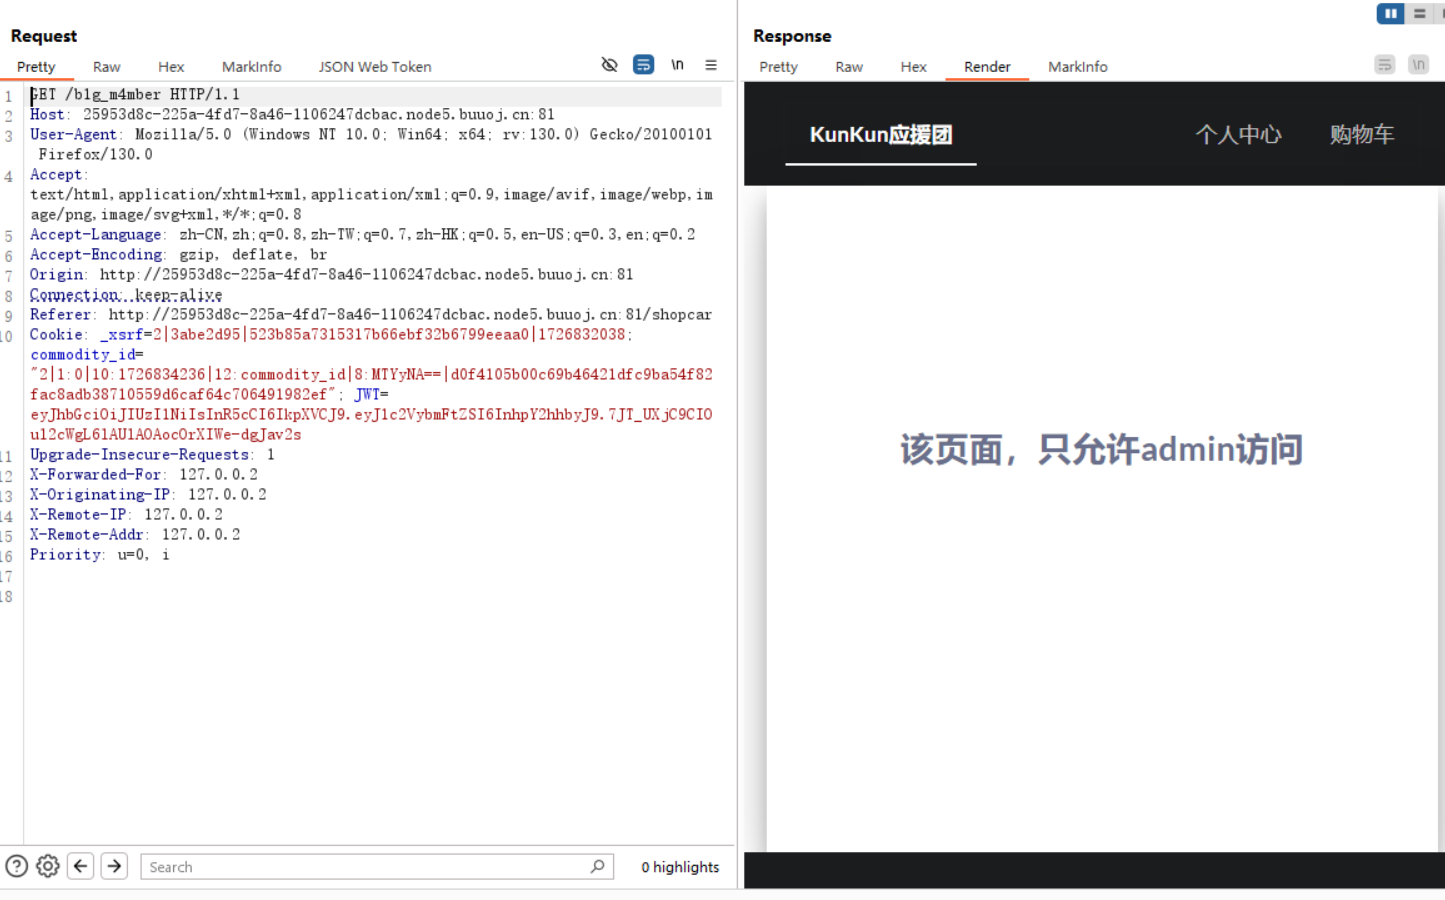 Request
Pretty Raw Hex MarkInfo JSON Web Token \n
1 GET /b1g_m4mber HTTP/1.1
2 Host: 25953d8c-225a-4fd7-8a46-1106247dcbac.node5.buuoj.cn:81
3 User-Agent: Mozilla/5.0 (Windows NT 10.0; Win64; x64; rv:130.0) Gecko/20100101
Firefox/130.0
4 Accept:
text/html,application/xhtml+xml,application/xml;q=0.9,image/avif,image/webp,im
age/png,image/svg+xml,*/*;q=0.8
5 Accept-Language: zh-CN,zh;q=0.8,zh-TW;q=0.7,zh-HK;q=0.5,en-US;q=0.3,en;q=0.2
6 Accept-Encoding: gzip, deflate, br
7 Origin: http://25953d8c-225a-4fd7-8a46-1106247dcbac.node5.buuoj.cn:81
8 Connection: keep-alive
9 Referer: http://25953d8c-225a-4fd7-8a46-1106247dcbac.node5.buuoj.cn:81/shopcar
10 Cookie: _xsrf=2|3abe2d95|523b85a7315317b66ebf32b6799eeaa0|1726832038;
commodity_id=
"2|1:0|10:1726834236|12:commodity_id|8:MTYyNA==|d0f4105b00c69b46421dfc9ba54f82
fac8adb38710559d6caf64c706491982ef"; JWT=
eyJhbGciOiJIUzI1NiIsInR5cCI6IkpXVCJ9.eyJ1c2VybmFtZSI6InhpY2hhbyJ9.7JT_UXjC9CIO
ul2cWgL6lAUlAOAocOrXIWe-dgJav2s
11 Upgrade-Insecure-Requests: 1
12 X-Forwarded-For: 127.0.0.2
13 X-Originating-IP: 127.0.0.2
14 X-Remote-IP: 127.0.0.2
15 X-Remote-Addr: 127.0.0.2
16 Priority: u=0, i
17
18
Search
0 highlights
Response
Pretty Raw Hex Render MarkInfo \n
KunKun应援团 个人中心 购物车
该页面，只允许admin访问